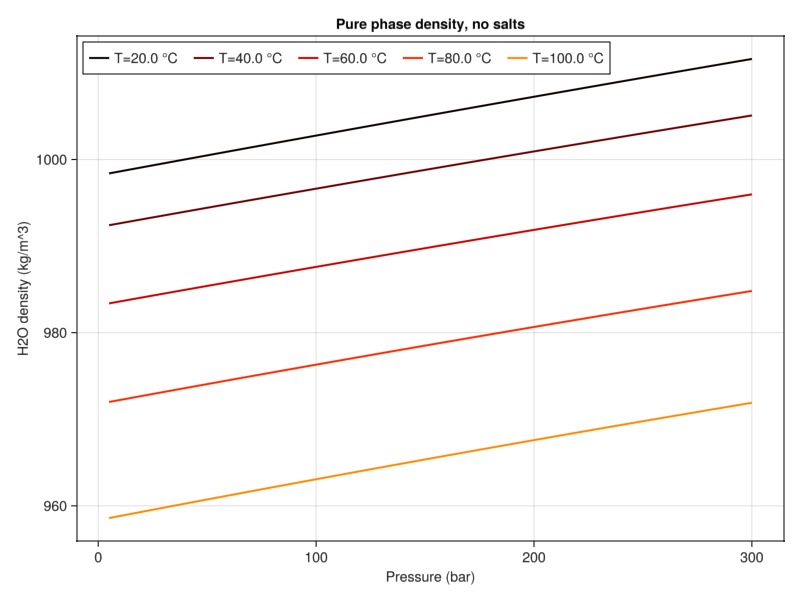 Pure phase density, no salts
T=20.0 °C T=40.0 °C T=60.0 °C T=80.0 °C T=100.0 °C
H2O density (kg/m^3)
1000
980
960
0 100 200 300
Pressure (bar)